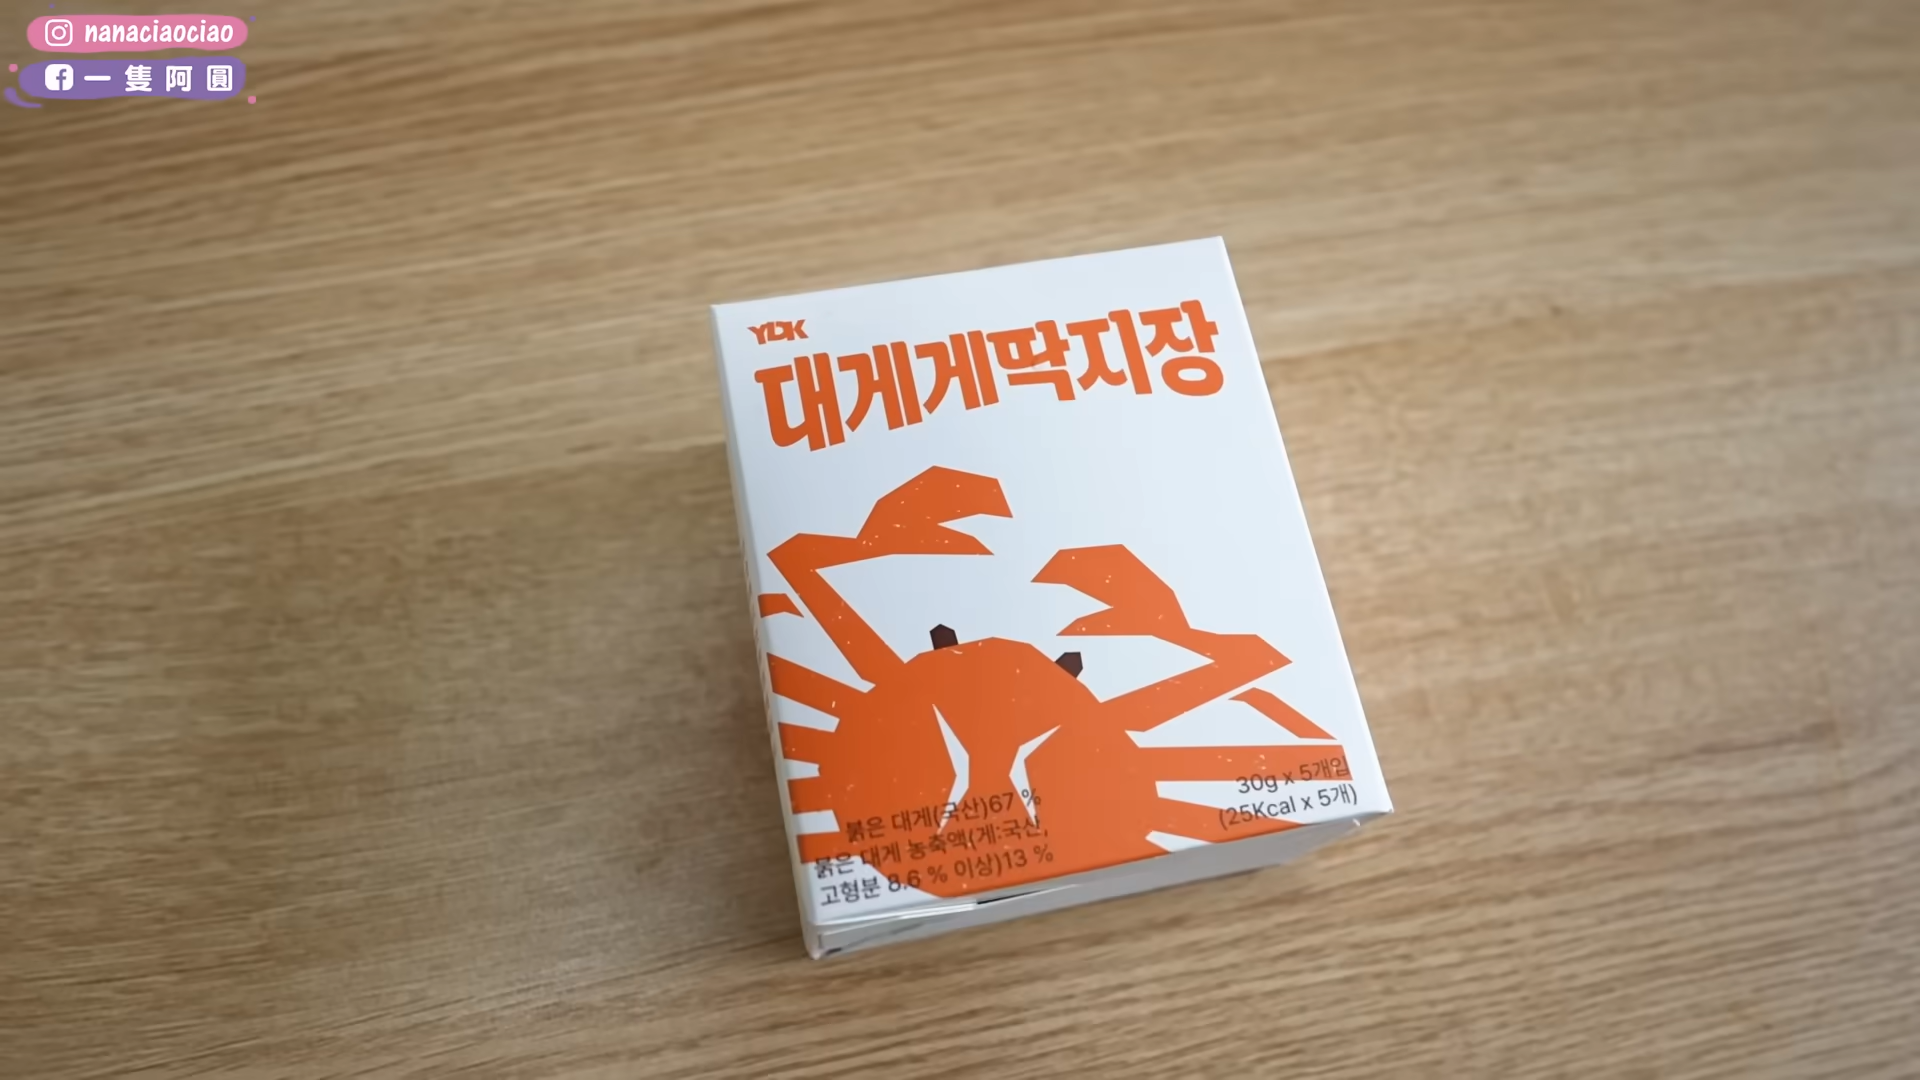 nanaciaociao
一隻阿圓
YDK
대게게딱지장
30g x 5개입
(25Kcal x 5개)
붉은 대게(국산)67 %
붉은 대게 농축액(게:국산,
고형분 8.6 % 이상)13 %